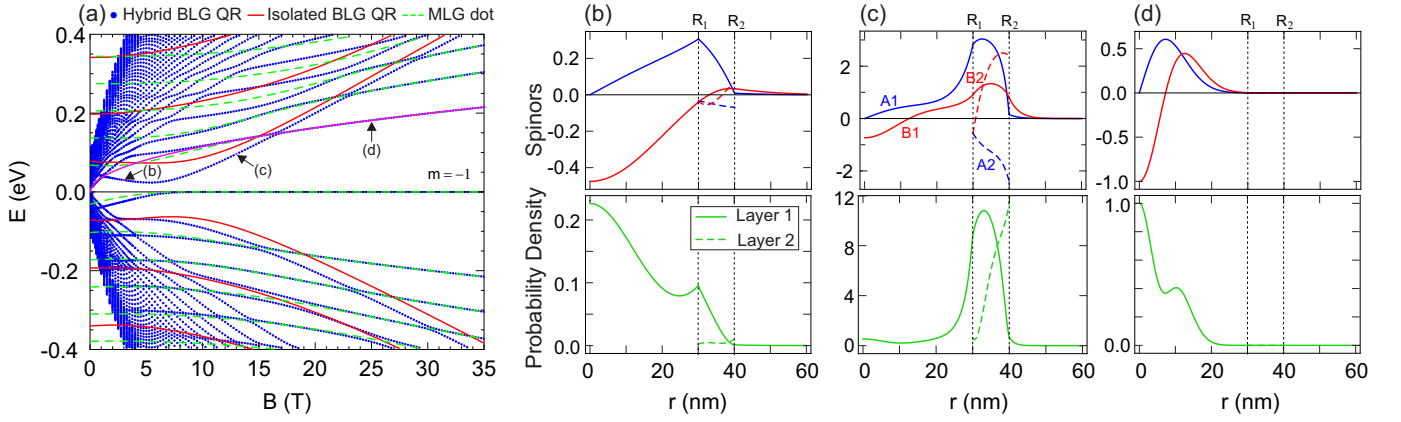 (a) Hybrid BLG QR Isolated BLG QR MLG dot
E (eV)
0.4
0.2
0.0
-0.2
-0.4
(b)
(c)
(d)
m=-1
0 5 10 15 20 25 30 35
B (T)
(b)
R1 R2
Spinors
0.2
0.0
-0.2
-0.4
Probability Density
0.2
0.1
0.0
Layer 1
Layer 2
0 20 40 60
r (nm)
(c)
R1 R2
2
0
-2
A1
B1
B2
A2
12
8
4
0
0 20 40 60
r (nm)
(d)
R1 R2
1.0
0.5
0.0
-0.5
-1.0
1.0
0.5
0.0
0 20 40 60
r (nm)